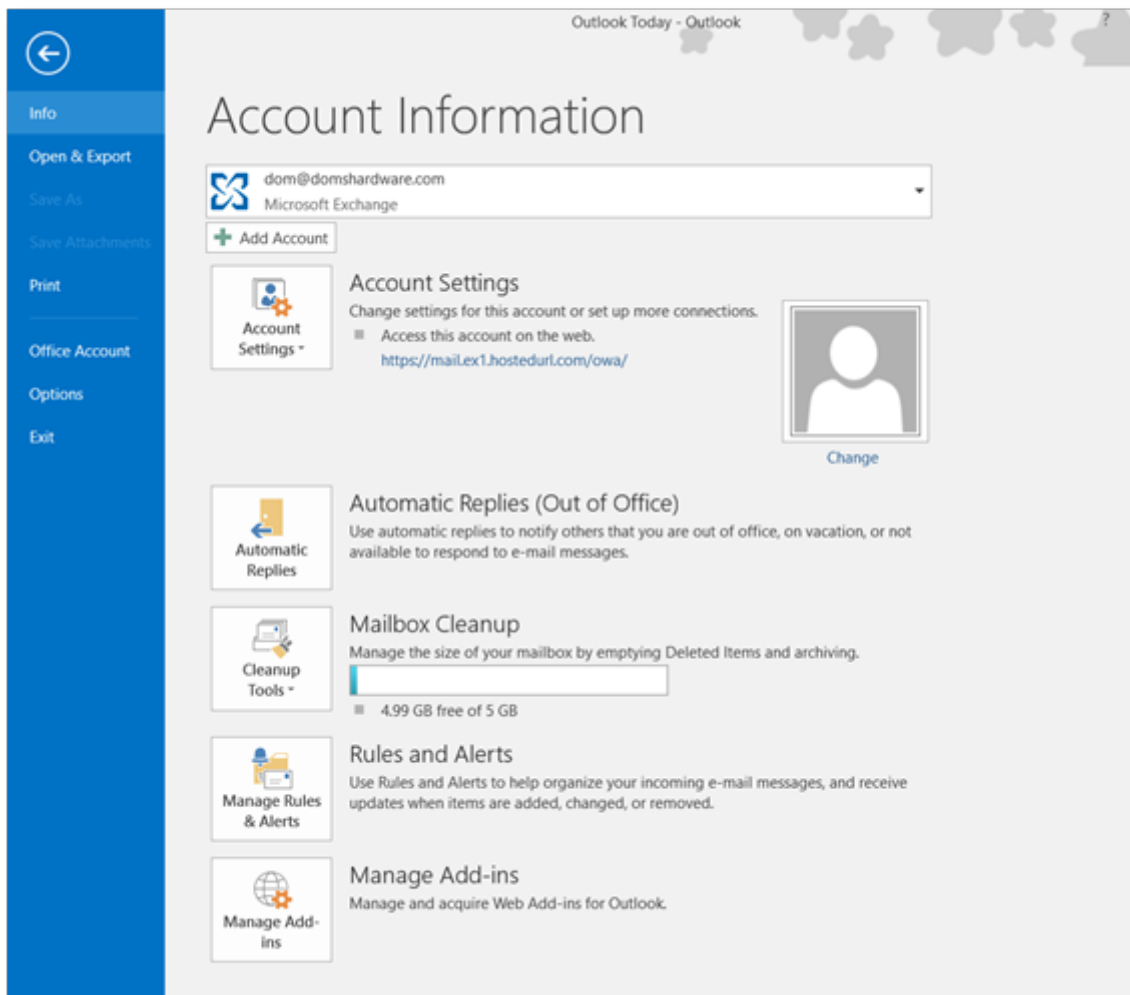 Outlook Today - Outlook
?
Info
Open & Export
Save As
Save Attachments
Print
Office Account
Options
Exit
Account Information
dom@domshardware.com
Microsoft Exchange
Add Account
Account
Settings
Account Settings
Change settings for this account or set up more connections.
Access this account on the web.
https://mail.ex1.hostedurl.com/owa/
Change
Automatic
Replies
Automatic Replies (Out of Office)
Use automatic replies to notify others that you are out of office, on vacation, or not
available to respond to e-mail messages.
Cleanup
Tools
Mailbox Cleanup
Manage the size of your mailbox by emptying Deleted Items and archiving.
4.99 GB free of 5 GB
Manage Rules
& Alerts
Rules and Alerts
Use Rules and Alerts to help organize your incoming e-mail messages, and receive
updates when items are added, changed, or removed.
Manage Add-
ins
Manage Add-ins
Manage and acquire Web Add-ins for Outlook.